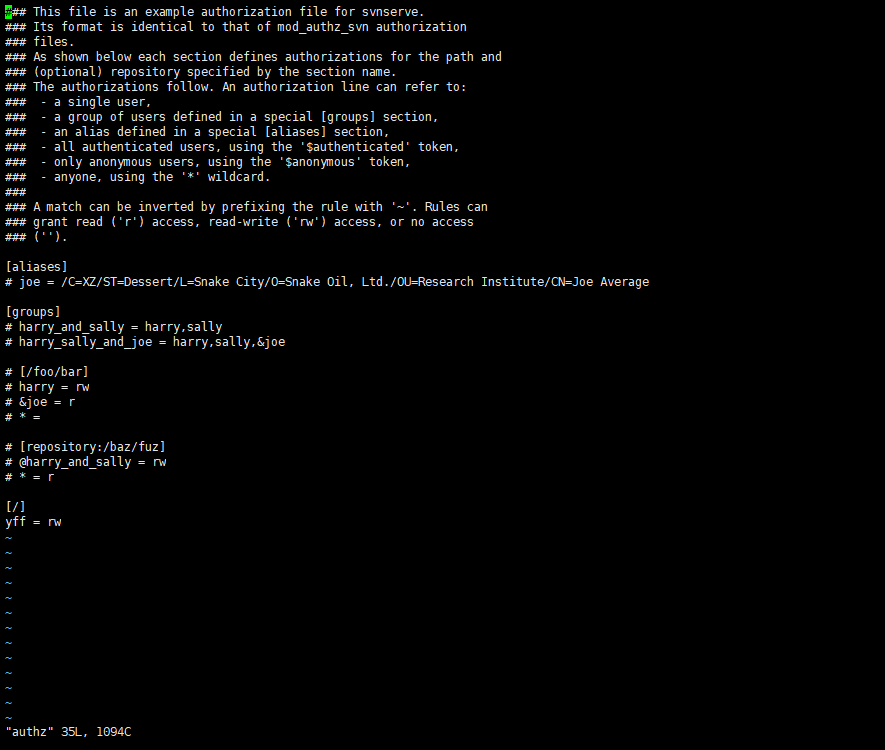 ### This file is an example authorization file for svnserve.
### Its format is identical to that of mod_authz_svn authorization
### files.
### As shown below each section defines authorizations for the path and
### (optional) repository specified by the section name.
### The authorizations follow. An authorization line can refer to:
###  - a single user,
###  - a group of users defined in a special [groups] section,
###  - an alias defined in a special [aliases] section,
###  - all authenticated users, using the '$authenticated' token,
###  - only anonymous users, using the '$anonymous' token,
###  - anyone, using the '*' wildcard.
###
### A match can be inverted by prefixing the rule with '~'. Rules can
### grant read ('r') access, read-write ('rw') access, or no access
### ('').

[aliases]
# joe = /C=XZ/ST=Dessert/L=Snake City/O=Snake Oil, Ltd./OU=Research Institute/CN=Joe Average

[groups]
# harry_and_sally = harry,sally
# harry_sally_and_joe = harry,sally,&joe

# [/foo/bar]
# harry = rw
# &joe = r
# * =

# [repository:/baz/fuz]
# @harry_and_sally = rw
# * = r

[/]
yff = rw
~
~
~
~
~
~
~
~
~
~
~
~
~
"authz" 35L, 1094C